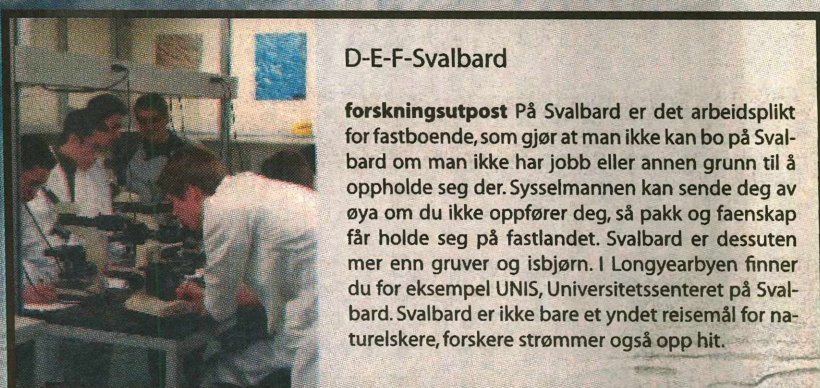 D-E-F-Svalbard
forskningsutpost På Svalbard er det arbeidsplikt
for fastboende, som gjør at man ikke kan bo på Sval-
bard om man ikke har jobb eller annen grunn til å
oppholde seg der. Sysselmannen kan sende deg av
øya om du ikke oppfører deg, så pakk og faenskap
får holde seg på fastlandet. Svalbard er dessuten
mer enn gruver og isbjørn. I Longyearbyen finner
du for eksempel UNIS, Universitetssenteret på Sval-
bard. Svalbard er ikke bare et yndet reisemål for na-
turelskere, forskere strømmer også opp hit.